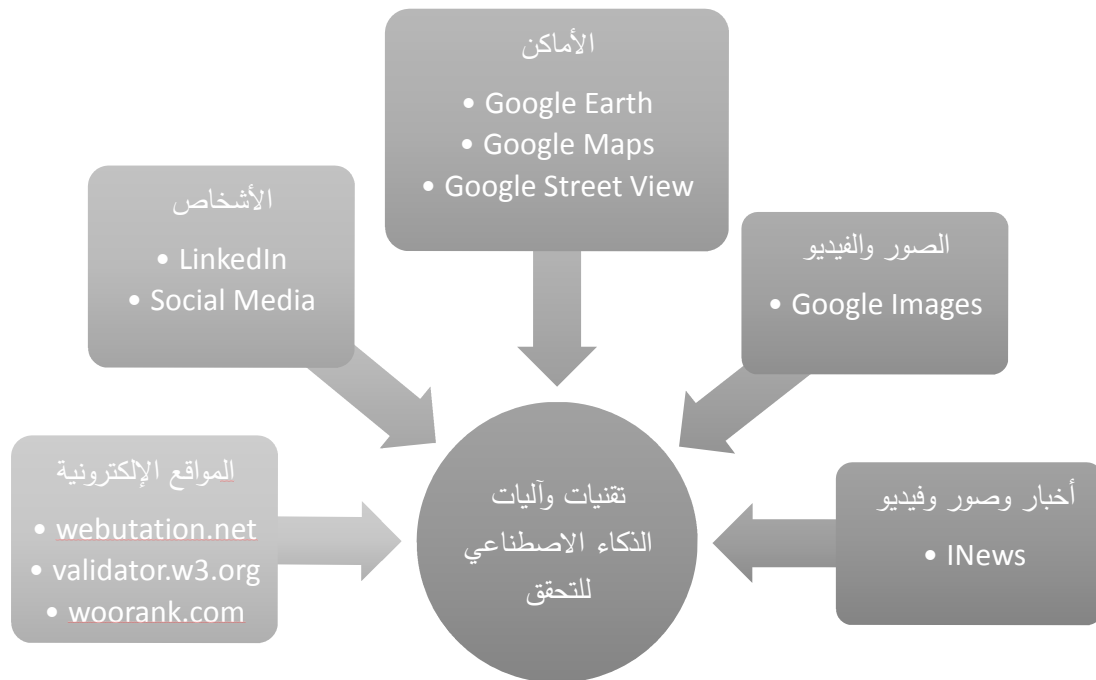 الأماكن
• Google Earth
• Google Maps
• Google Street View
الأشخاص
• LinkedIn
• Social Media
الصور والفيديو
• Google Images
المواقع الإلكترونية
• webutation.net
• validator.w3.org
• woorank.com
أخبار وصور وفيديو
• INews
تقنيات وآليات
الذكاء الاصطناعي
للتحقق